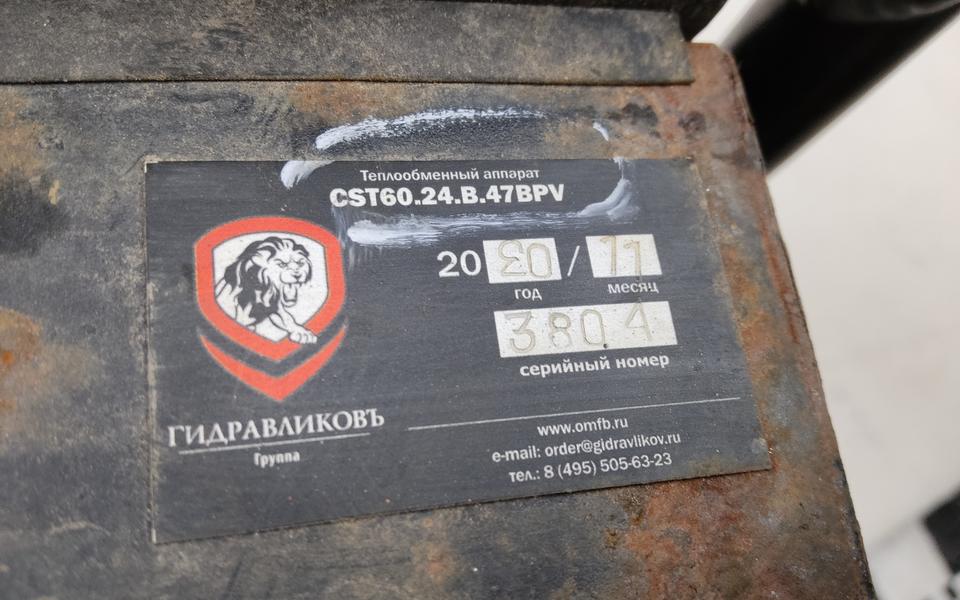 Теплообменный аппарат
CST60.24.B.47BPV
20 20 / 11
год месяц
3804
серийный номер
ГИДРАВЛИКОВЪ
Группа
www.omfb.ru
e-mail: order@gidravlikov.ru
тел.: 8 (495) 505-63-23